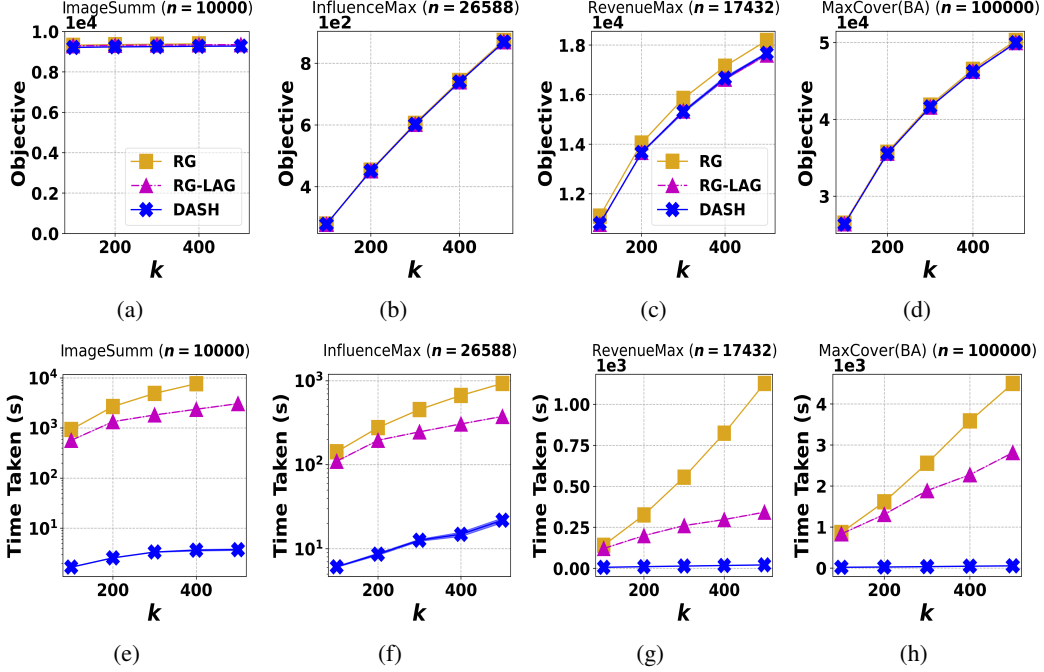 ImageSumm (n = 10000)
1e4
1.0
0.8
0.6
0.4
0.2
0.0
Objective
RG
RG-LAG
DASH
200
400
k
(a)
InfluenceMax (n = 26588)
1e2
8
6
4
Objective
200
400
k
(b)
RevenueMax (n = 17432)
1e4
1.8
1.6
1.4
1.2
Objective
RG
RG-LAG
DASH
200
400
k
(c)
MaxCover(BA) (n = 100000)
1e4
5
4
3
Objective
200
400
k
(d)
ImageSumm (n = 10000)
10^4
10^3
10^2
10^1
Time Taken (s)
200
400
k
(e)
InfluenceMax (n = 26588)
10^3
10^2
10^1
Time Taken (s)
200
400
k
(f)
RevenueMax (n = 17432)
1e3
1.00
0.75
0.50
0.25
0.00
Time Taken (s)
200
400
k
(g)
MaxCover(BA) (n = 100000)
1e3
4
3
2
1
0
Time Taken (s)
200
400
k
(h)